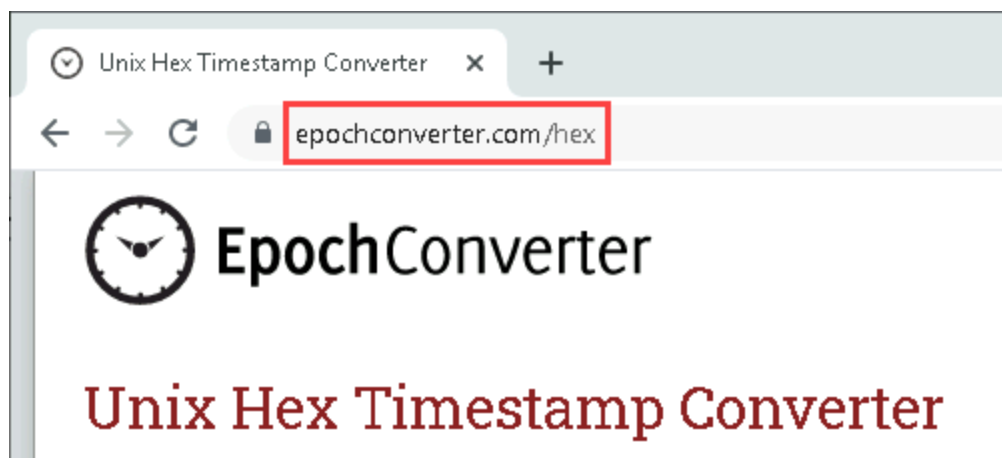 Unix Hex Timestamp Converter
epochconverter.com/hex
EpochConverter
Unix Hex Timestamp Converter